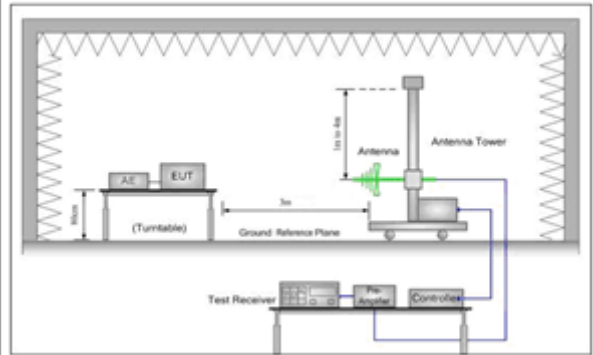 1m to 4m
Antenna
Antenna Tower
AE
EUT
80cm
(Turntable)
3m
Ground Reference Plane
Test Receiver
Pre-
Amplifier
Controller